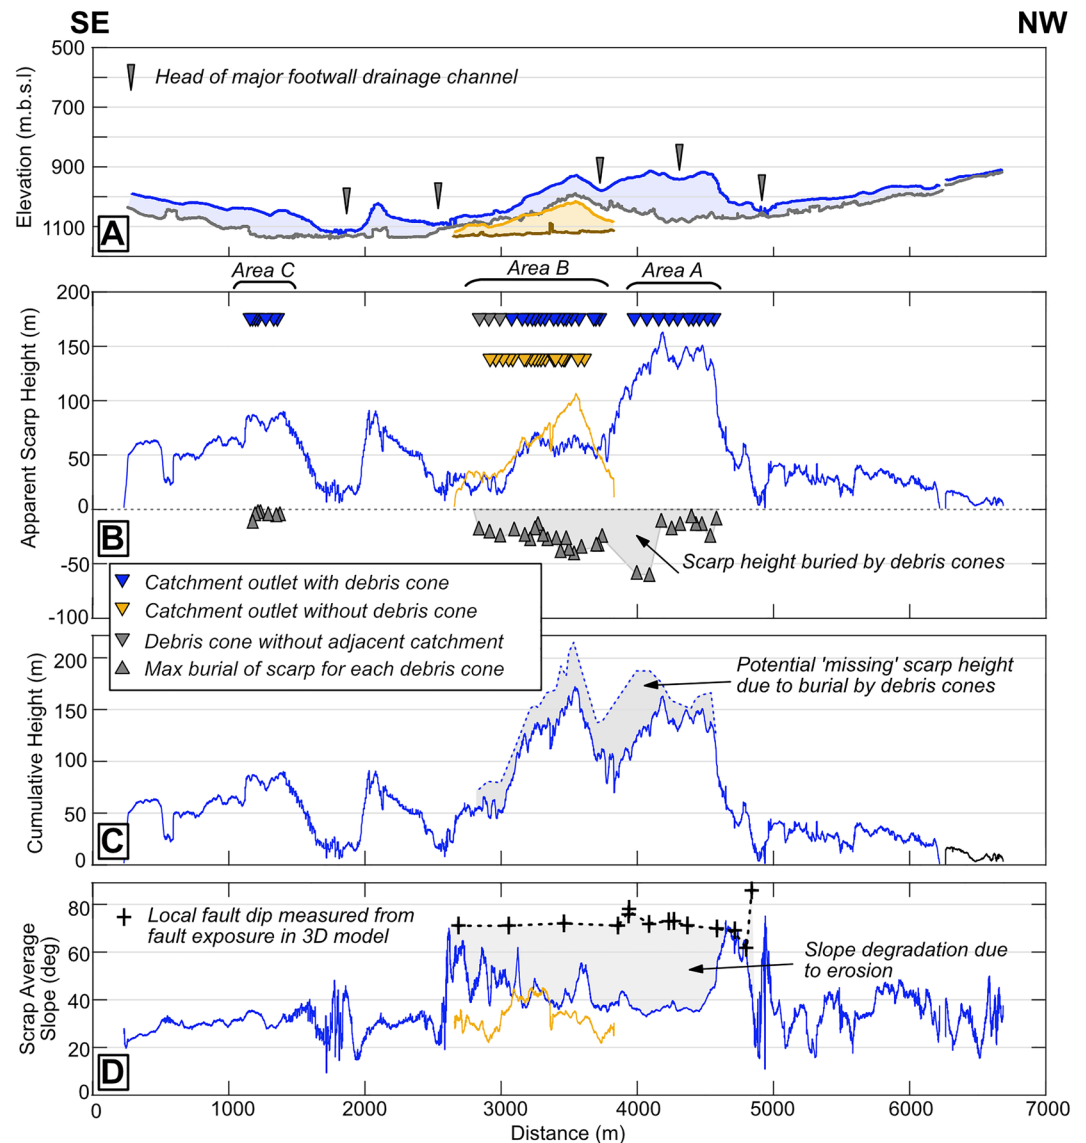 SE
NW
Elevation (m.b.s.l)
500
700
900
1100
Head of major footwall drainage channel
A
Area C
Area B
Area A
Apparent Scarp Height (m)
200
150
100
50
0
-50
-100
B
Scarp height buried by debris cones
Catchment outlet with debris cone
Catchment outlet without debris cone
Debris cone without adjacent catchment
Max burial of scarp for each debris cone
Cumulative Height (m)
200
150
100
50
0
C
Potential 'missing' scarp height
due to burial by debris cones
Scrap Average
Slope (deg)
80
60
40
20
0
D
Local fault dip measured from
fault exposure in 3D model
Slope degradation due
to erosion
0 1000 2000 3000 4000 5000 6000 7000
Distance (m)